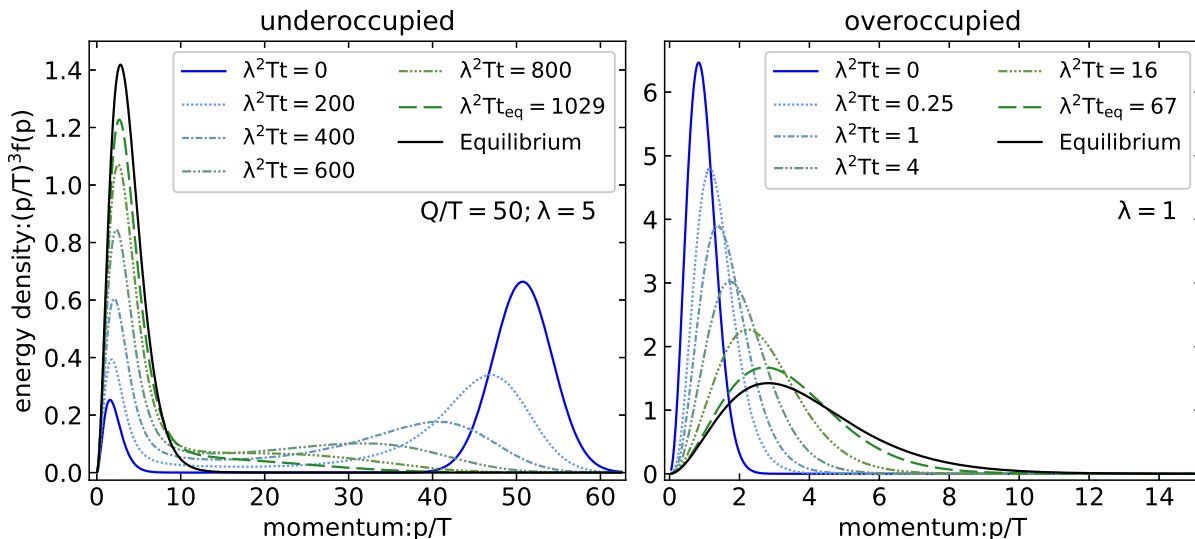 underoccupied
energy density:(p/T)³f(p)
1.4
1.2
1.0
0.8
0.6
0.4
0.2
0.0
λ²Tt = 0
λ²Tt = 200
λ²Tt = 400
λ²Tt = 600
λ²Tt = 800
λ²Tt_eq = 1029
Equilibrium
Q/T = 50; λ = 5
0 10 20 30 40 50 60
momentum:p/T
overoccupied
6
5
4
3
2
1
0
λ²Tt = 0
λ²Tt = 0.25
λ²Tt = 1
λ²Tt = 4
λ²Tt = 16
λ²Tt_eq = 67
Equilibrium
λ = 1
0 2 4 6 8 10 12 14
momentum:p/T